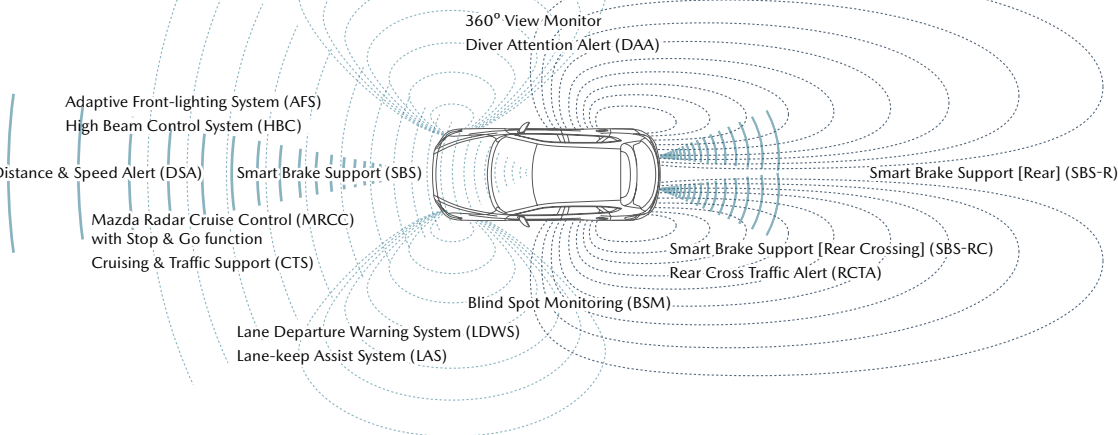 360º View Monitor
Diver Attention Alert (DAA)
Adaptive Front-lighting System (AFS)
High Beam Control System (HBC)
Distance & Speed Alert (DSA)
Smart Brake Support (SBS)
Smart Brake Support [Rear] (SBS-R)
Mazda Radar Cruise Control (MRCC)
with Stop & Go function
Cruising & Traffic Support (CTS)
Smart Brake Support [Rear Crossing] (SBS-RC)
Rear Cross Traffic Alert (RCTA)
Blind Spot Monitoring (BSM)
Lane Departure Warning System (LDWS)
Lane-keep Assist System (LAS)